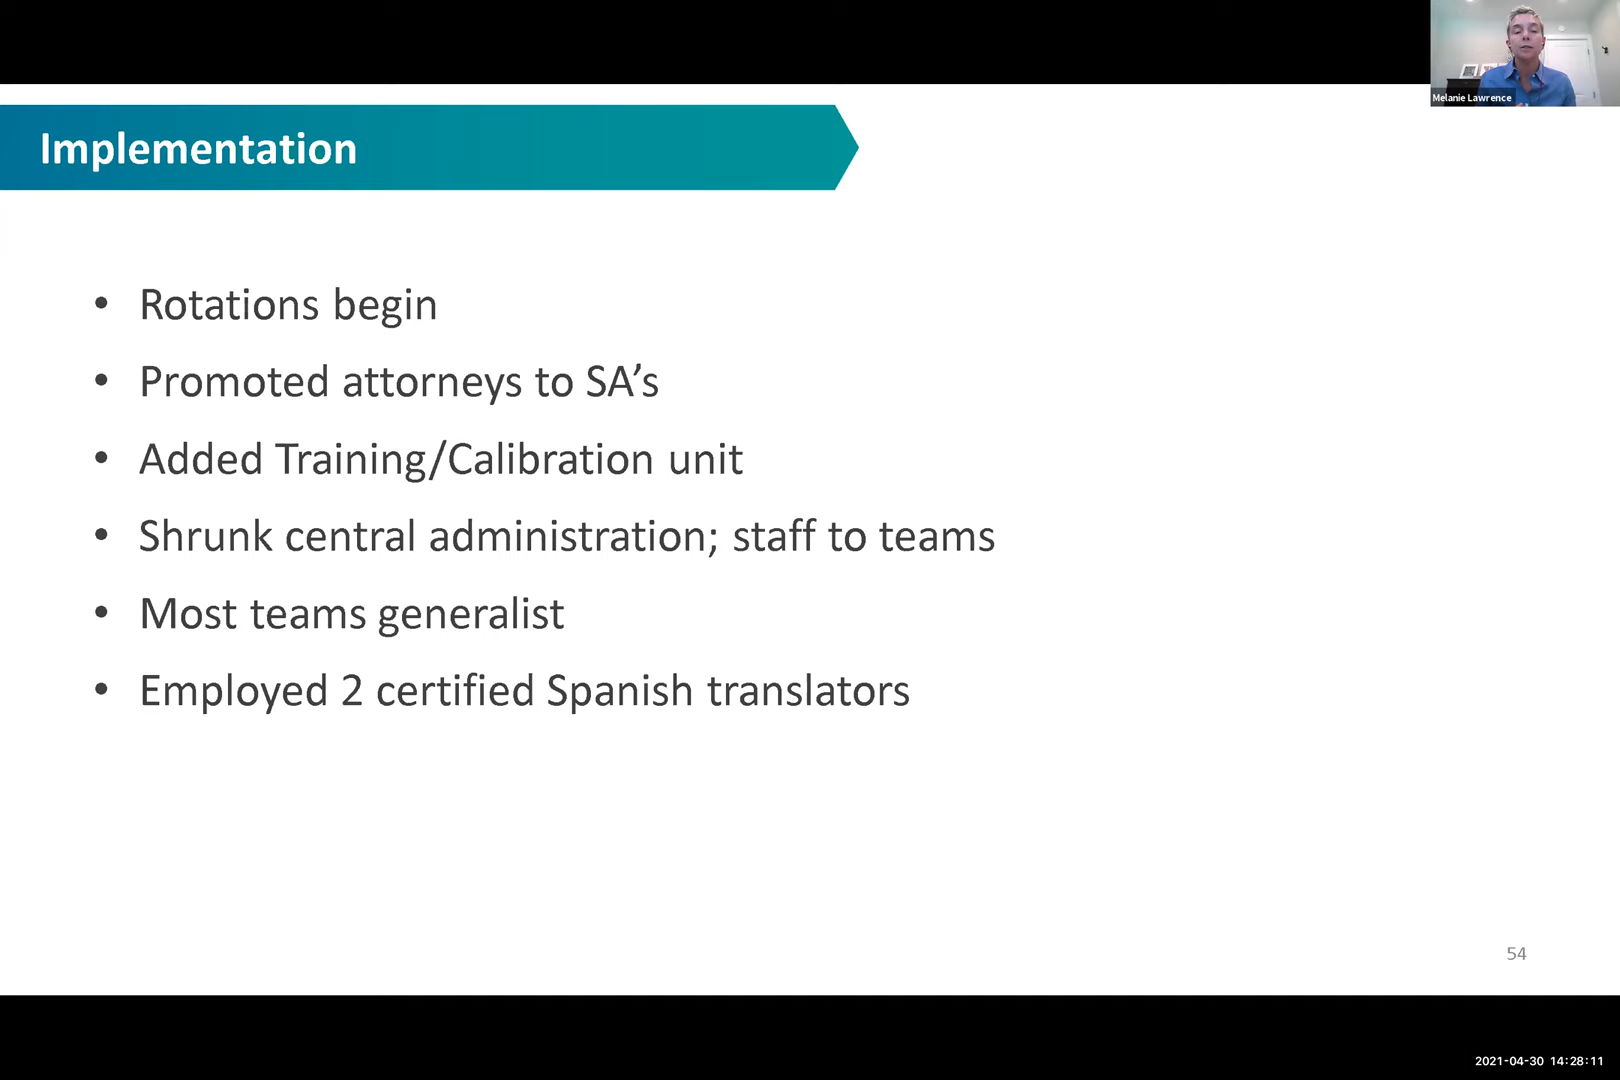 Melanie Lawrence
Implementation
• Rotations begin
• Promoted attorneys to SA’s
• Added Training/Calibration unit
• Shrunk central administration; staff to teams
• Most teams generalist
• Employed 2 certified Spanish translators
54
2021-04-30 14:28:11